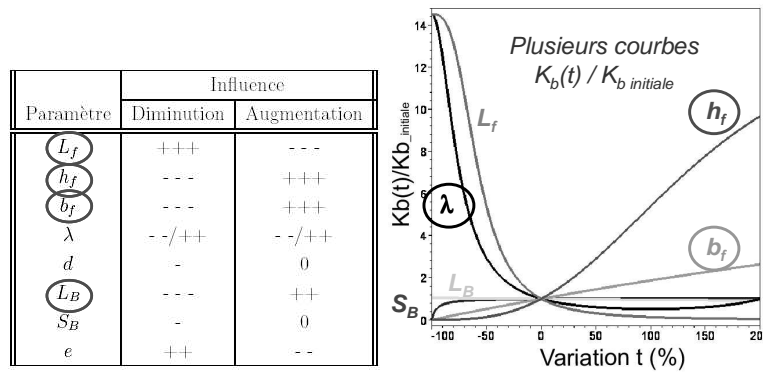 Influence
Paramètre Diminution Augmentation
L_f +++ - - -
h_f - - - +++
b_f - - - +++
λ - -/++ - -/++
d - 0
L_B - - - ++
S_B - 0
e ++ - -
Plusieurs courbes
K_b(t) / K_b initiale
Kb(t)/Kb_initiale
14
12
10
8
6
4
2
0
L_f
h_f
λ
b_f
L_B
S_B
-100 -50 0 50 100 150 200
Variation t (%)